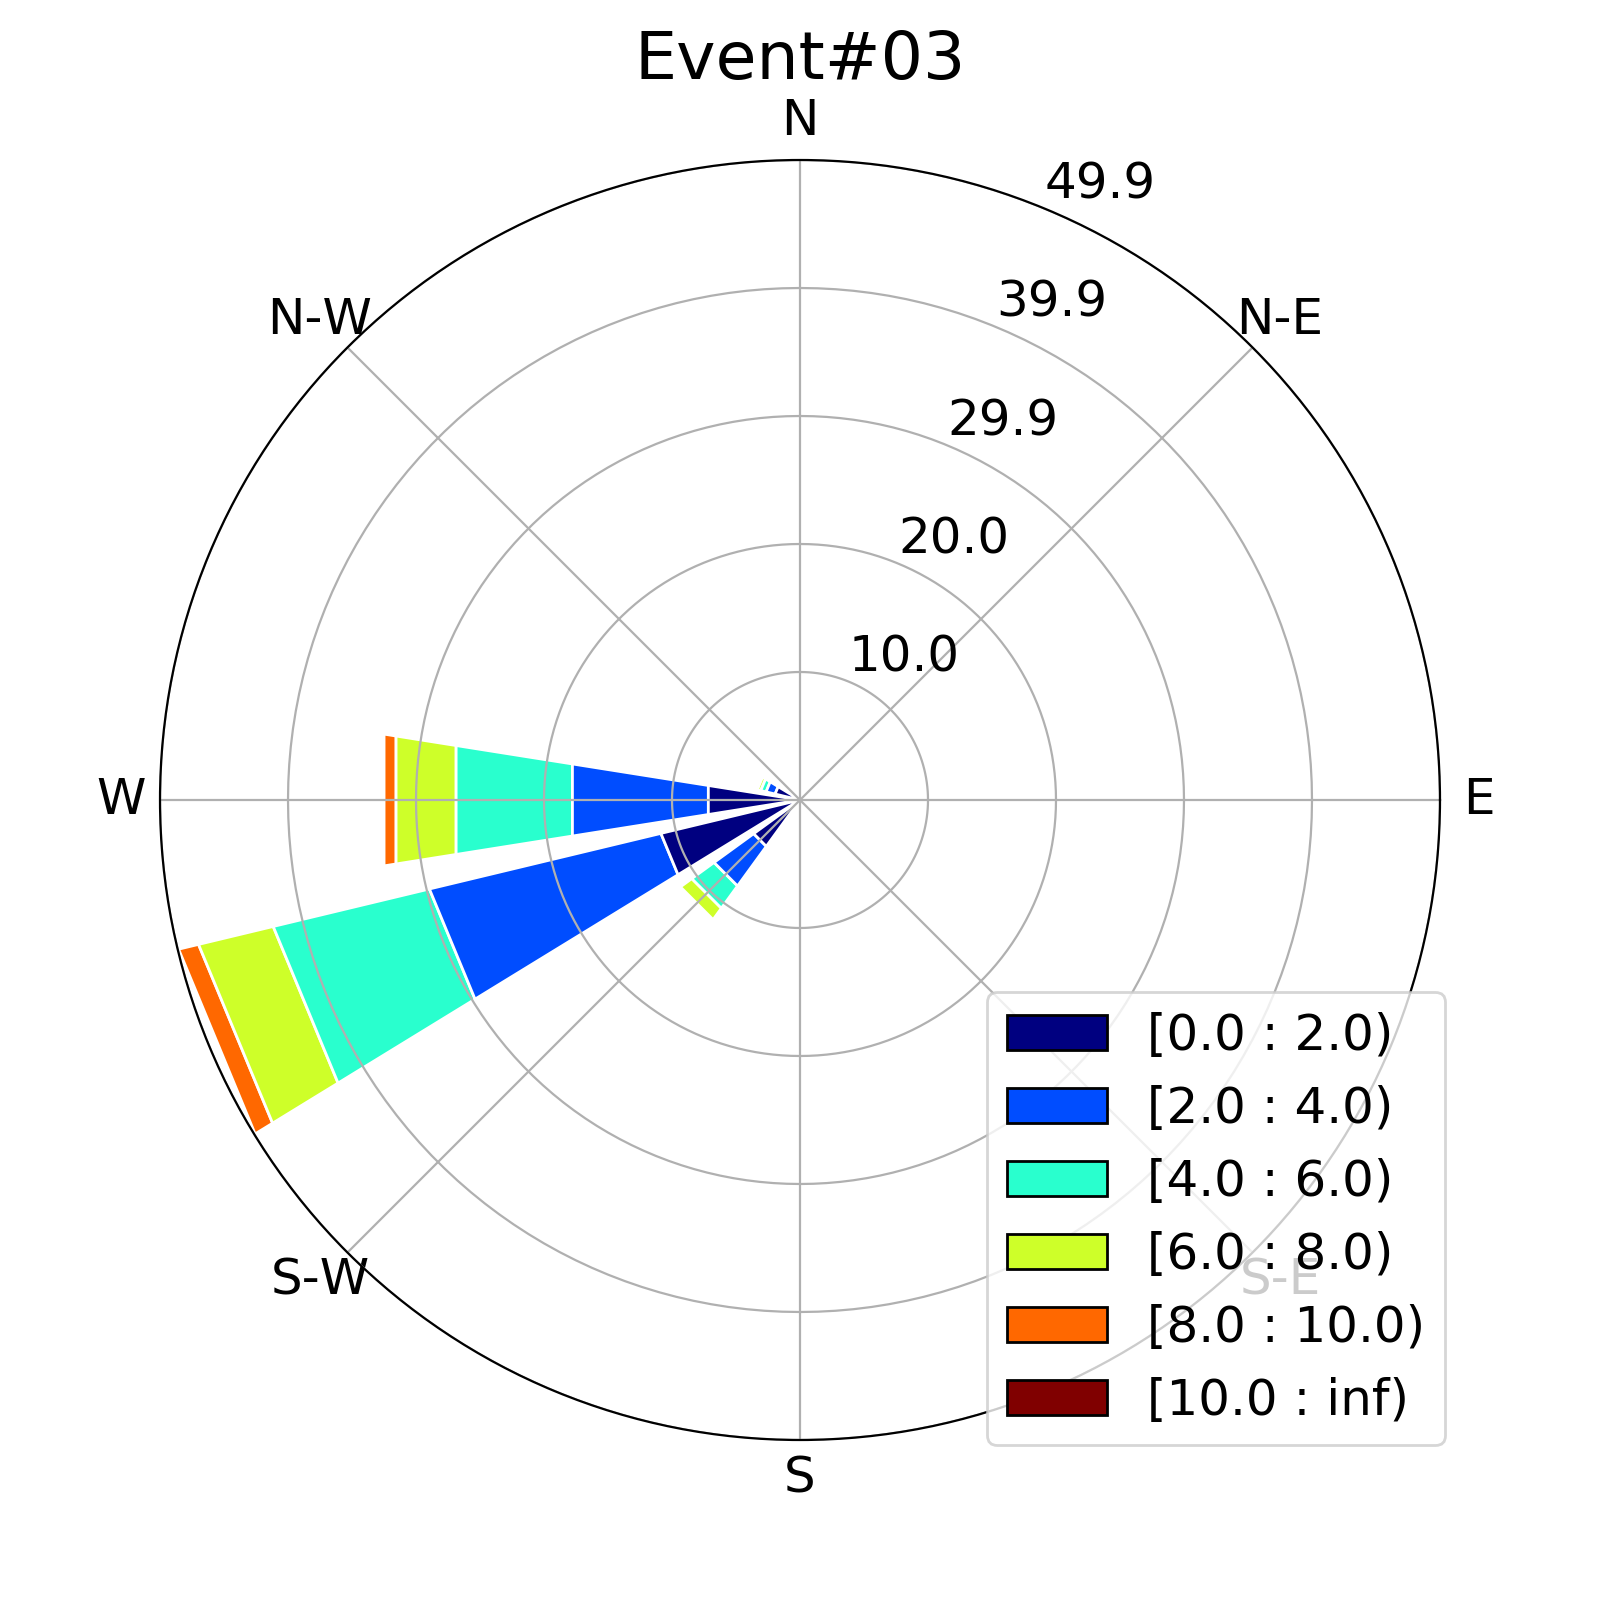 Event#03
N
49.9
39.9
N-W
N-E
29.9
20.0
10.0
W
E
[0.0 : 2.0)
[2.0 : 4.0)
[4.0 : 6.0)
[6.0 : 8.0)
S-W
S-E
[8.0 : 10.0)
[10.0 : inf)
S